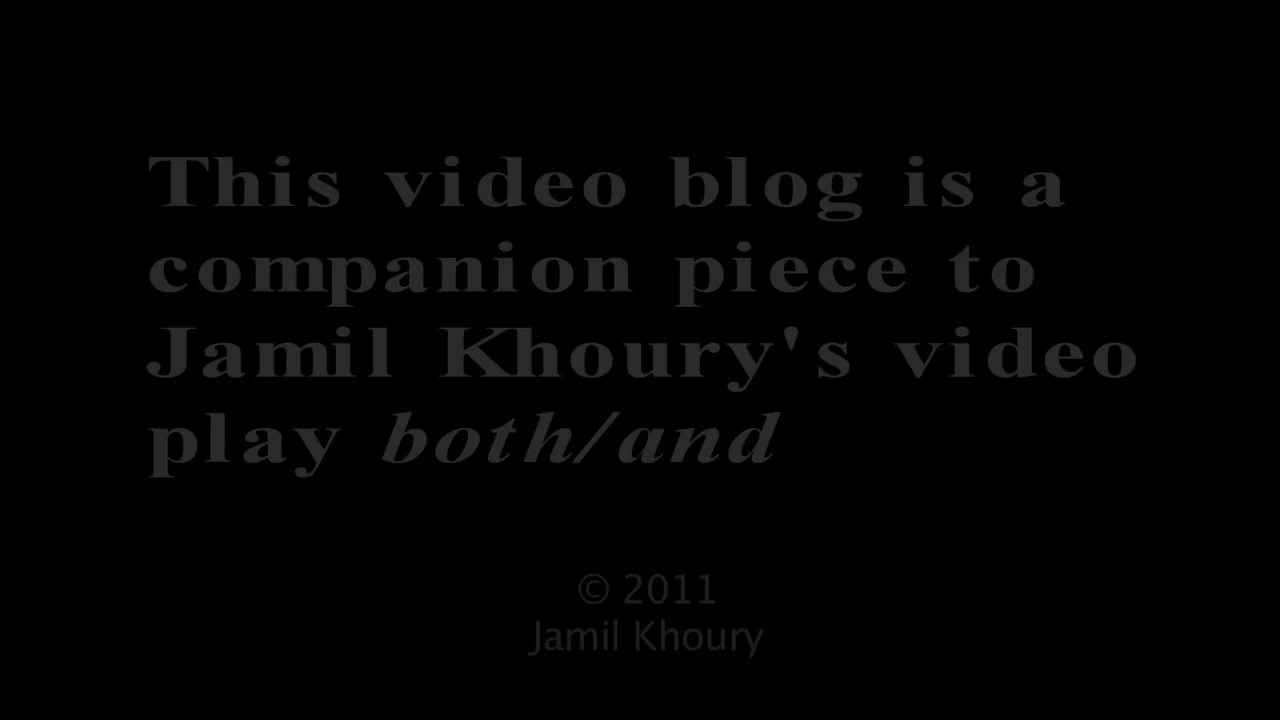 This video blog is a
companion piece to
Jamil Khoury's video
play both/and
© 2011
Jamil Khoury